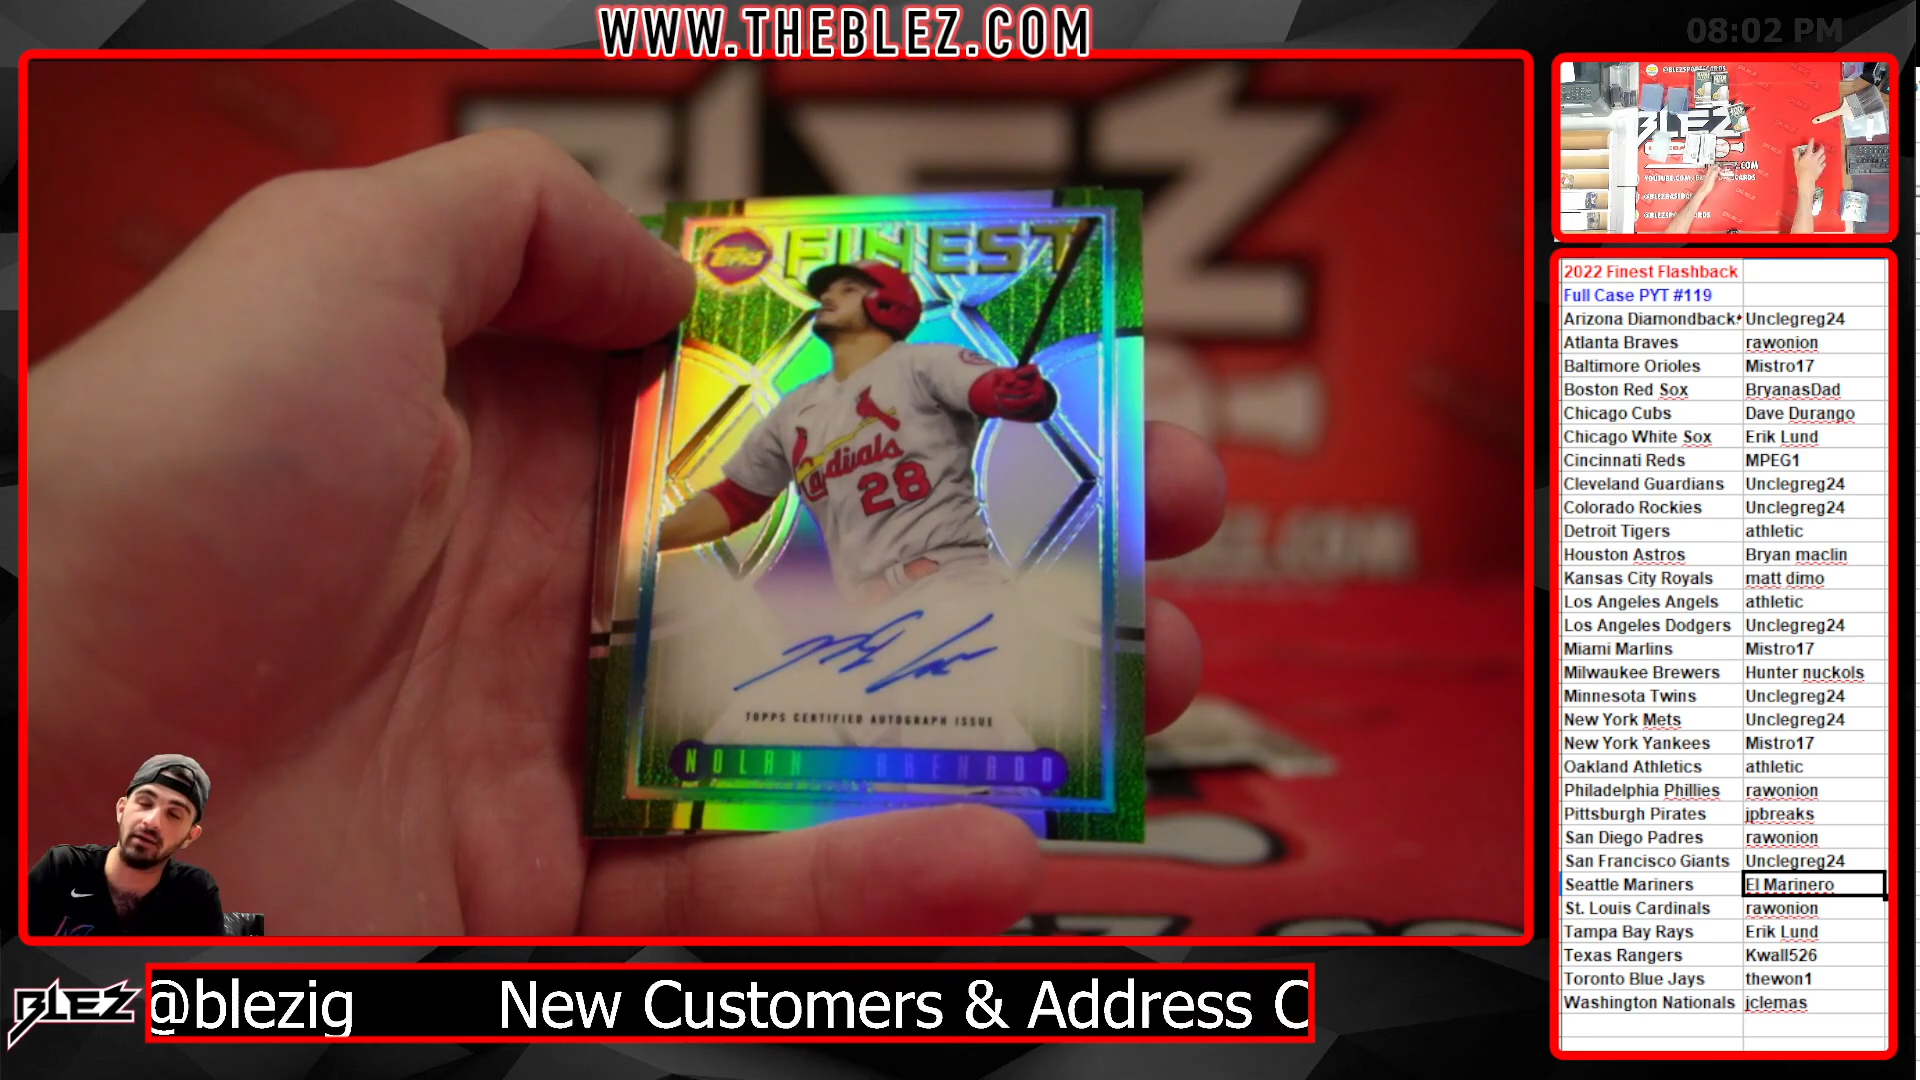 WWW.THEBLEZ.COM
08:02 PM
BLEZ
Topps FINEST
Cardinals
28
TOPPS CERTIFIED AUTOGRAPH ISSUE
NOLAN ARENADO
@BLEZSPORTSCARDS
BLEZ
.COM
2022 Finest Flashback
Full Case PYT #119
Arizona Diamondback Unclegreg24
Atlanta Braves rawonion
Baltimore Orioles Mistro17
Boston Red Sox BryanasDad
Chicago Cubs Dave Durango
Chicago White Sox Erik Lund
Cincinnati Reds MPEG1
Cleveland Guardians Unclegreg24
Colorado Rockies Unclegreg24
Detroit Tigers athletic
Houston Astros Bryan maclin
Kansas City Royals matt dimo
Los Angeles Angels athletic
Los Angeles Dodgers Unclegreg24
Miami Marlins Mistro17
Milwaukee Brewers Hunter nuckols
Minnesota Twins Unclegreg24
New York Mets Unclegreg24
New York Yankees Mistro17
Oakland Athletics athletic
Philadelphia Phillies rawonion
Pittsburgh Pirates jpbreaks
San Diego Padres rawonion
San Francisco Giants Unclegreg24
Seattle Mariners El Marinero
St. Louis Cardinals rawonion
Tampa Bay Rays Erik Lund
Texas Rangers Kwall526
Toronto Blue Jays thewon1
Washington Nationals jclemas
BLEZ
@blezig New Customers & Address C